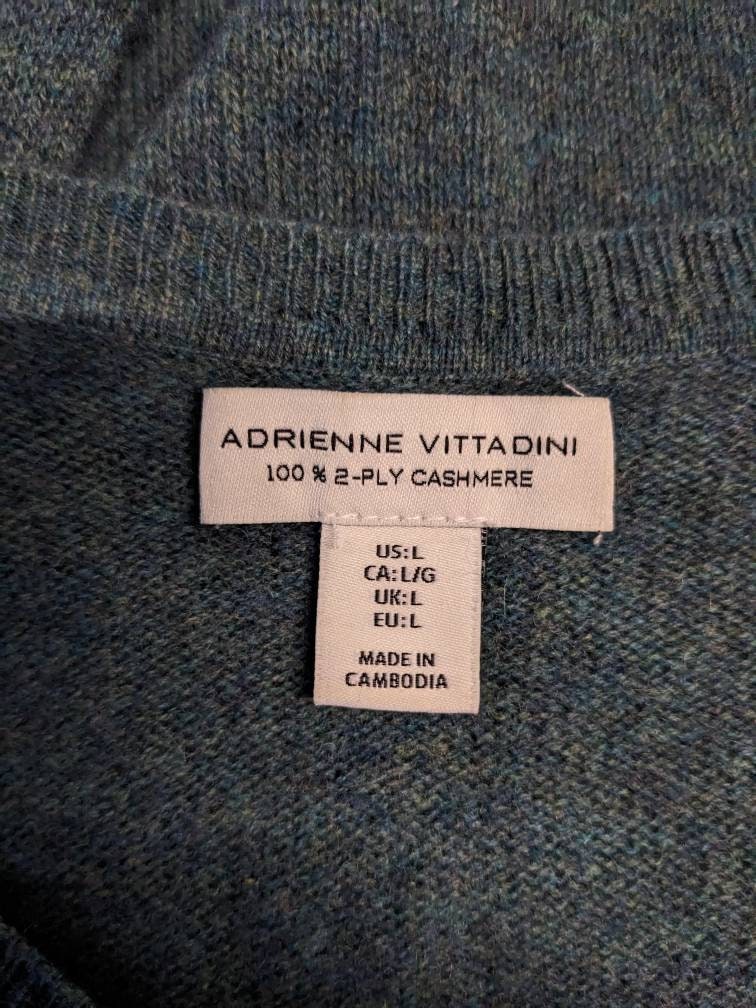 ADRIENNE VITTADINI
100 % 2-PLY CASHMERE
US:L
CA:L/G
UK:L
EU:L
MADE IN
CAMBODIA